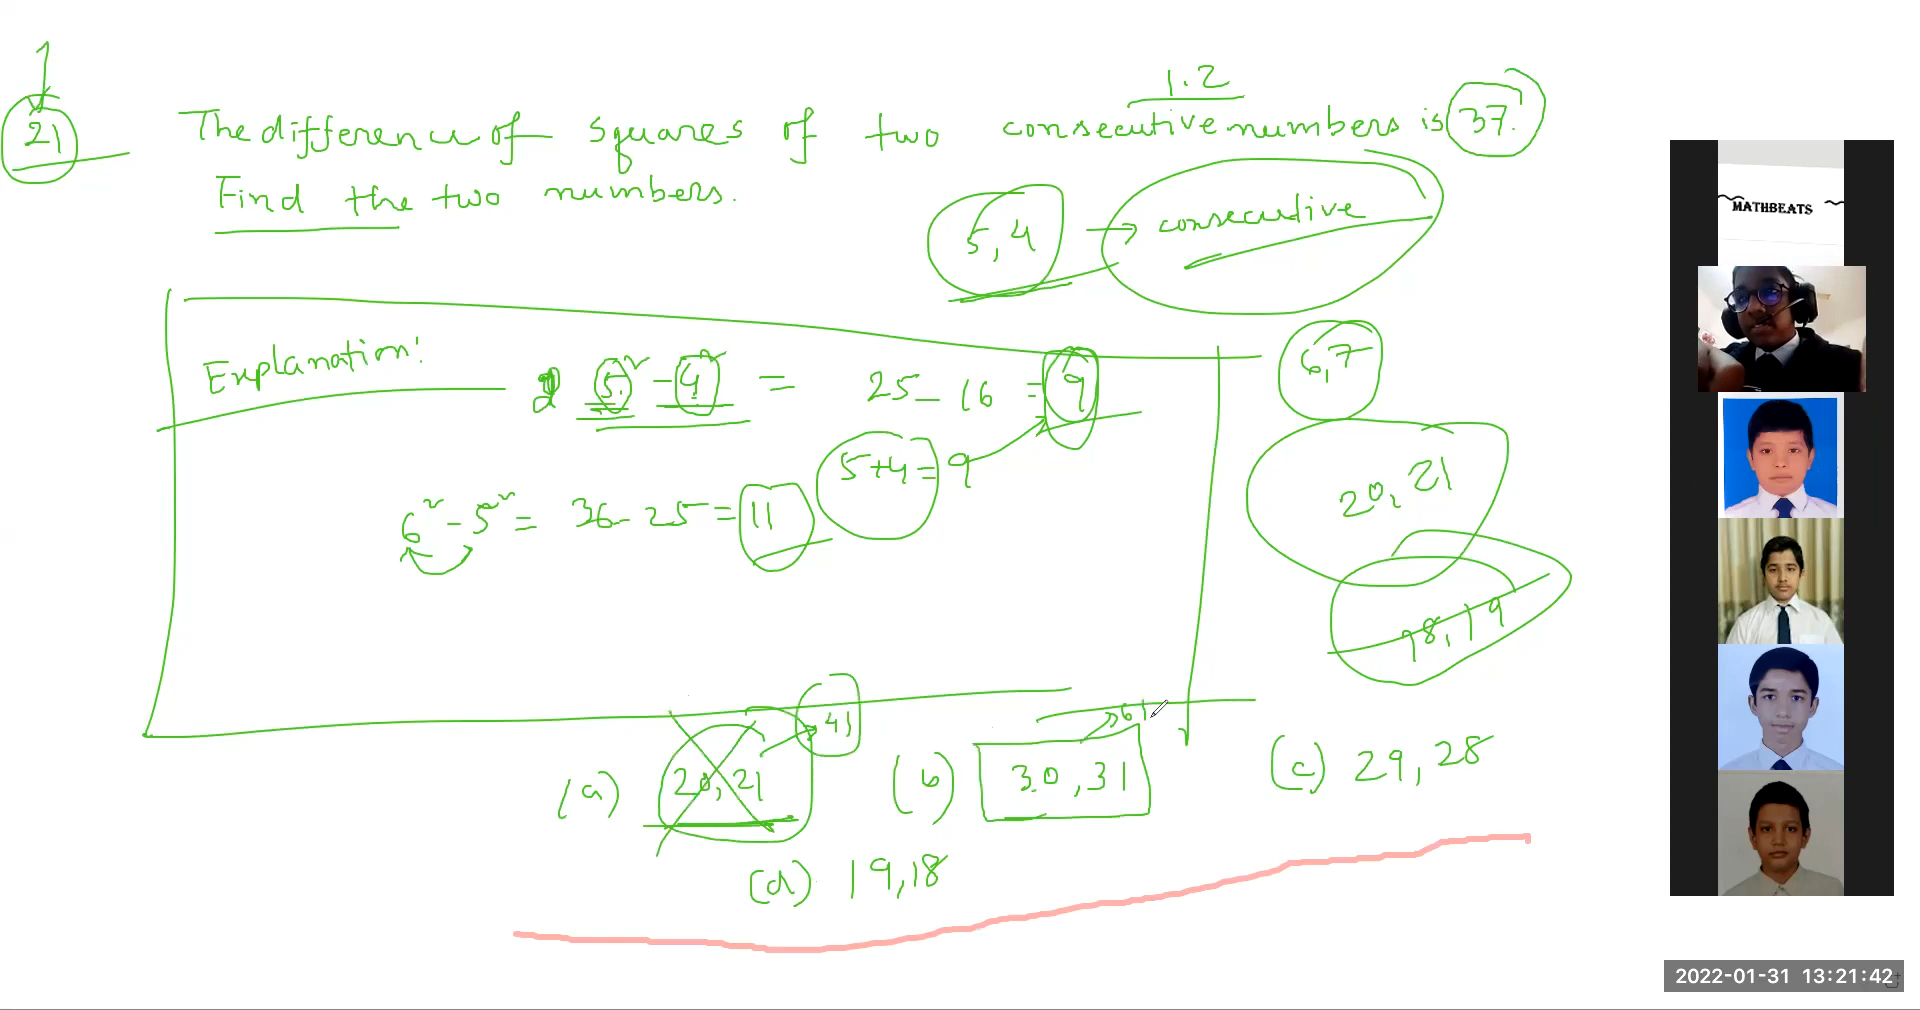 1.2
21 The difference of squares of two consecutive numbers is 37.
Find the two numbers.
5, 4 → consecutive
Explanation:
5² - 4² = 25 - 16 = 9
5+4 = 9
6² - 5² = 36 - 25 = 11
6,7
20, 21
18, 19
41
61
(a) 20, 21 (b) 30, 31 (c) 29, 28
(d) 19, 18
MATHBEATS
2022-01-31 13:21:42